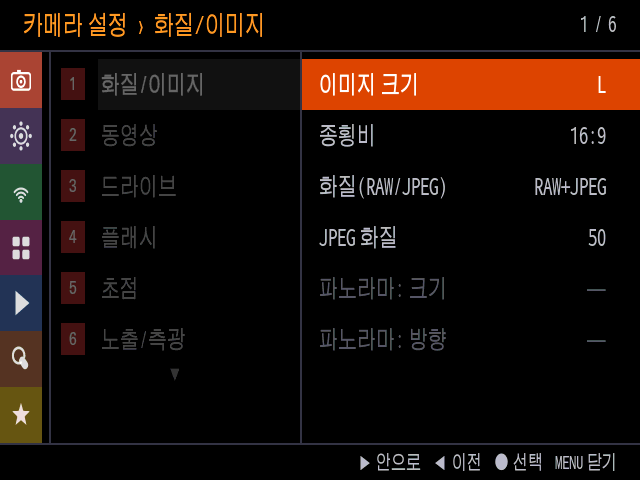 카메라 설정 › 화질/이미지 1 / 6
1 화질/이미지
2 동영상
3 드라이브
4 플래시
5 초점
6 노출/측광
▼
이미지 크기 L
종횡비 16:9
화질(RAW/JPEG) RAW+JPEG
JPEG 화질 50
파노라마: 크기 —
파노라마: 방향 —
▶ 안으로 ◀ 이전 ● 선택 MENU 닫기